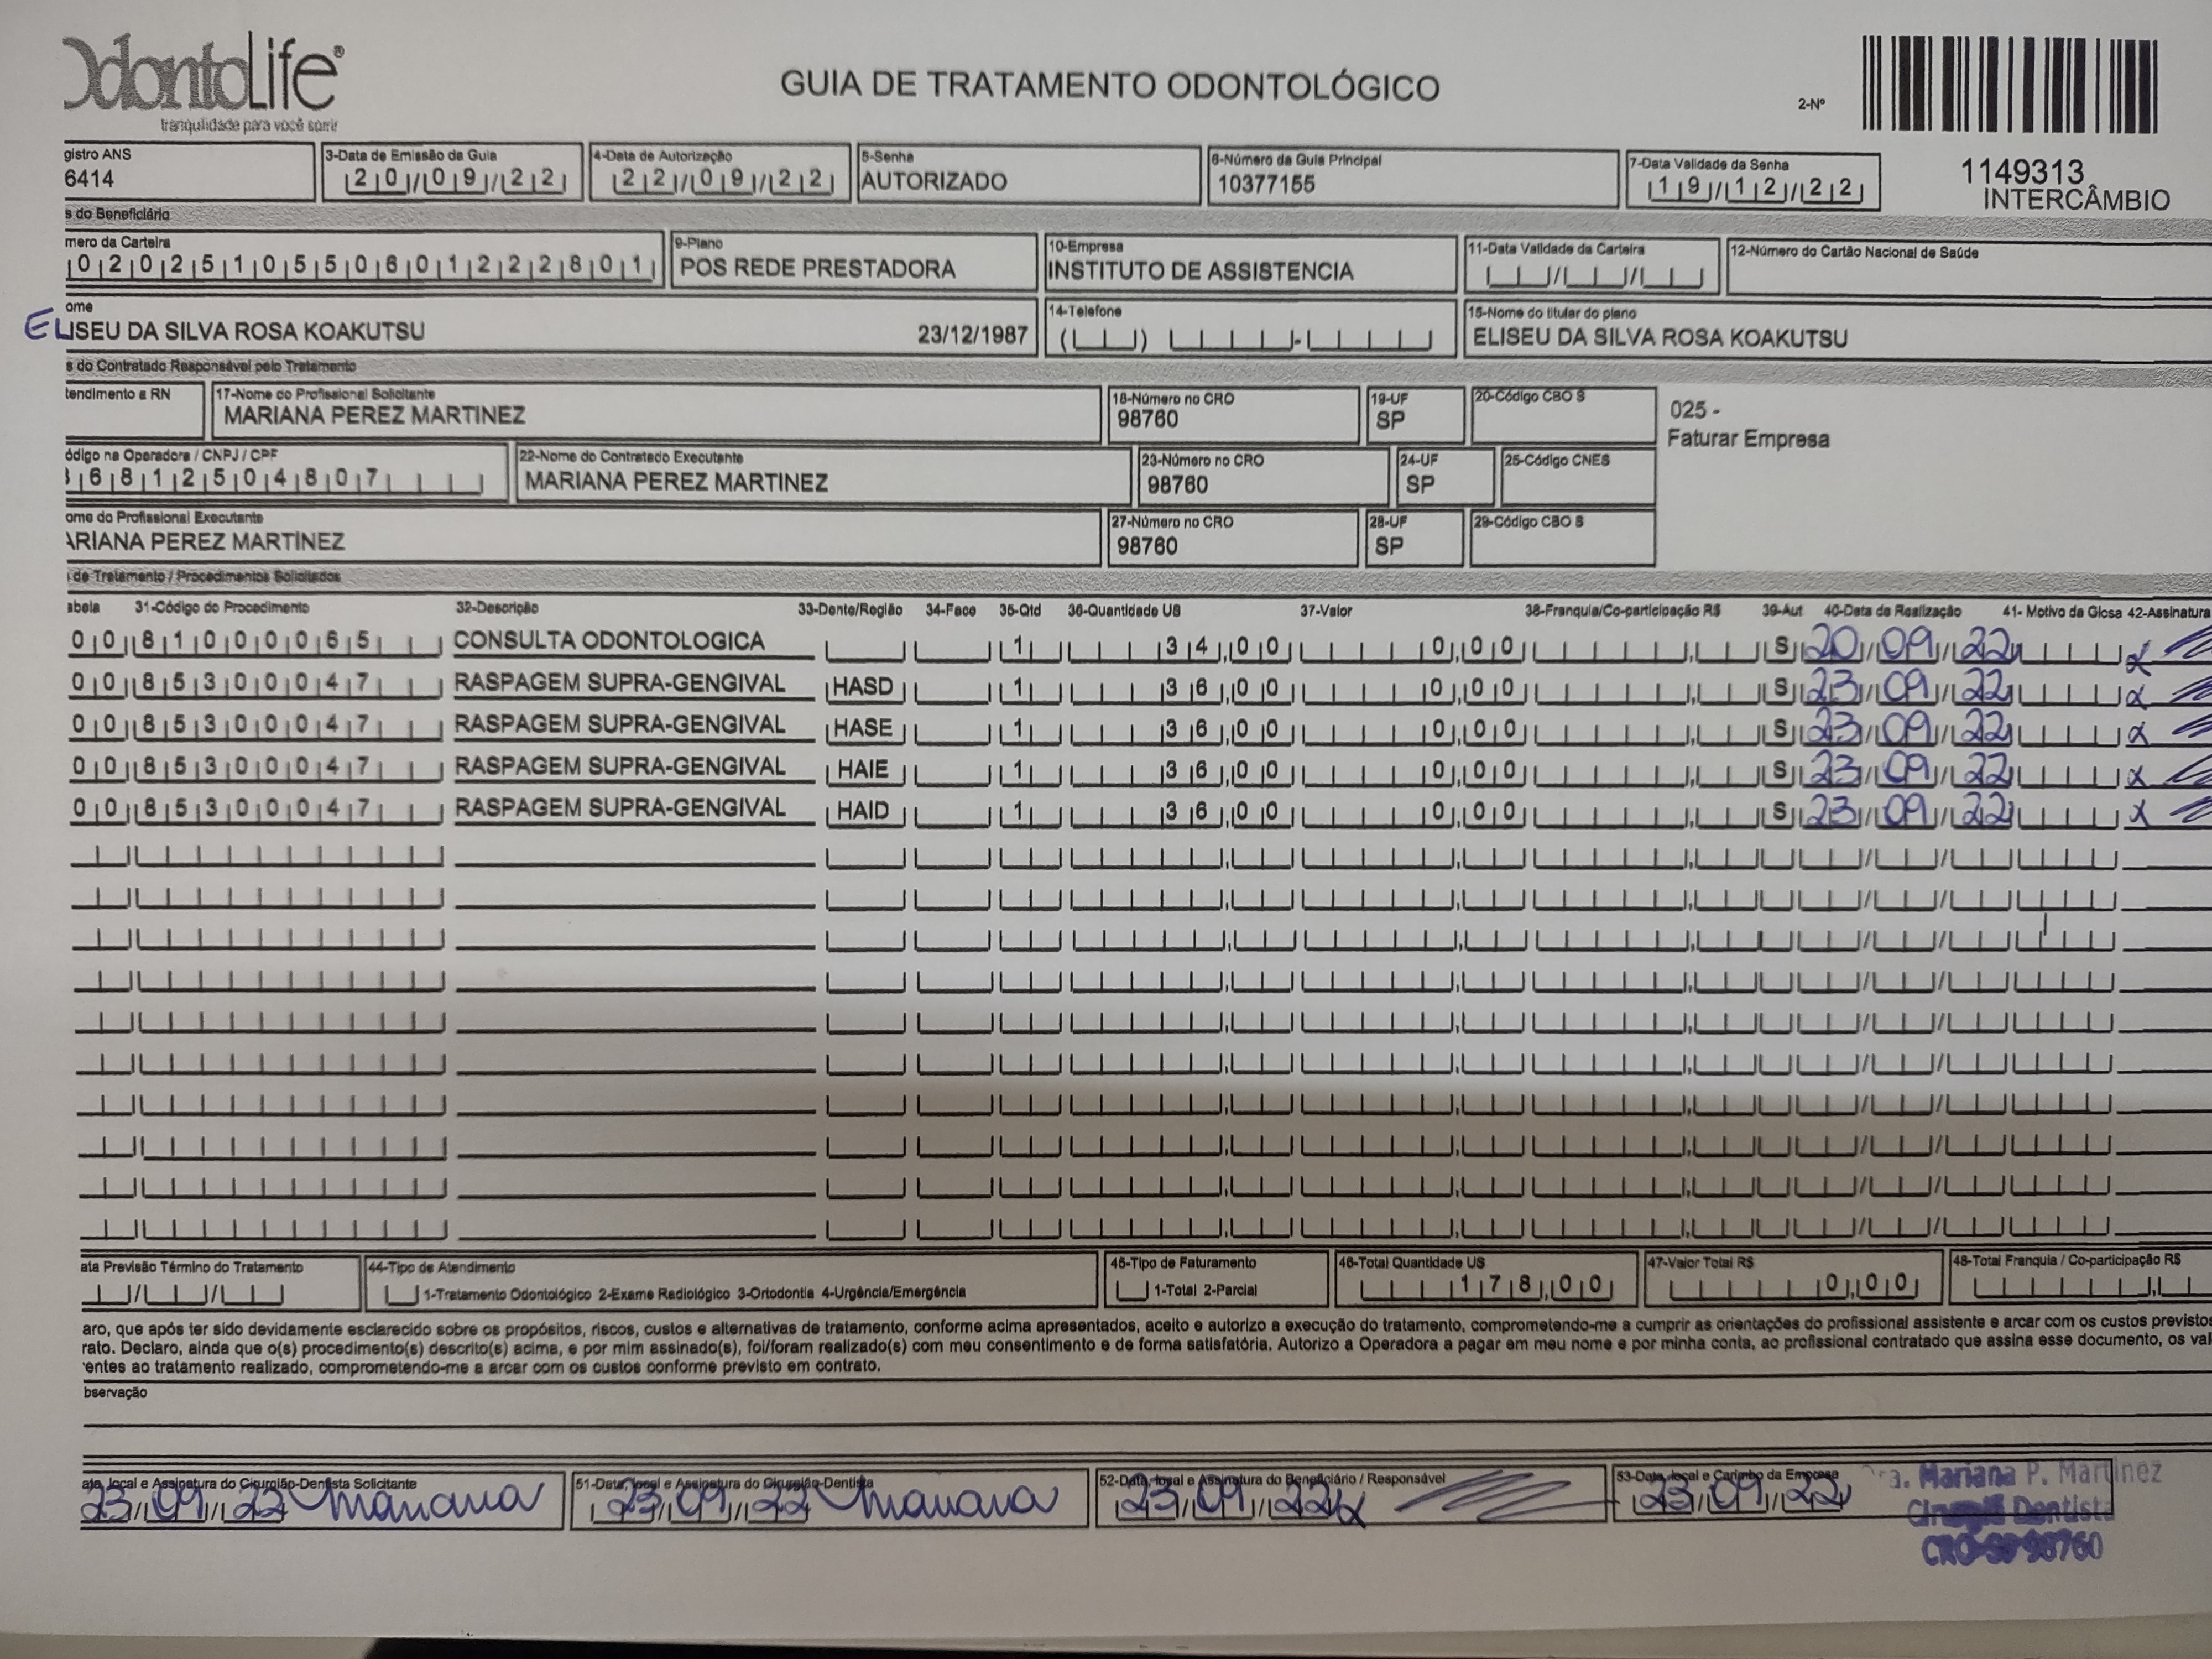 OdontoLife®
tranquilidade para você sorrir
GUIA DE TRATAMENTO ODONTOLÓGICO
2-Nº
1149313
INTERCÂMBIO
gistro ANS
6414
3-Data de Emissão da Guia
20/09/22
4-Data de Autorização
22/09/22
5-Senha
AUTORIZADO
6-Número da Guia Principal
10377155
7-Data Validade da Senha
19/12/22
s do Beneficiário
mero da Carteira
0202510550601222801
9-Plano
POS REDE PRESTADORA
10-Empresa
INSTITUTO DE ASSISTENCIA
11-Data Validade da Carteira
12-Número do Cartão Nacional de Saúde
ome
ELISEU DA SILVA ROSA KOAKUTSU 23/12/1987
14-Telefone
15-Nome do titular do plano
ELISEU DA SILVA ROSA KOAKUTSU
s do Contratado Responsável pelo Tratamento
tendimento a RN
17-Nome do Profissional Solicitante
MARIANA PEREZ MARTINEZ
18-Número no CRO
98760
19-UF
SP
20-Código CBO S
025 -
Faturar Empresa
ódigo na Operadora / CNPJ / CPF
6812504807
22-Nome do Contratado Executante
MARIANA PEREZ MARTINEZ
23-Número no CRO
98760
24-UF
SP
25-Código CNES
ome do Profissional Executante
ARIANA PEREZ MARTINEZ
27-Número no CRO
98760
28-UF
SP
29-Código CBO S
de Tratamento / Procedimentos Solicitados
abela 31-Código do Procedimento 32-Descrição 33-Dente/Região 34-Face 35-Qtd 36-Quantidade US 37-Valor 38-Franquia/Co-participação R$ 39-Aut 40-Data de Realização 41- Motivo da Glosa 42-Assinatura
00 81000065 CONSULTA ODONTOLOGICA 1 34,00 0,00 S 20/09/22
00 85300047 RASPAGEM SUPRA-GENGIVAL HASD 1 36,00 0,00 S 23/09/22
00 85300047 RASPAGEM SUPRA-GENGIVAL HASE 1 36,00 0,00 S 23/09/22
00 85300047 RASPAGEM SUPRA-GENGIVAL HAIE 1 36,00 0,00 S 23/09/22 x
00 85300047 RASPAGEM SUPRA-GENGIVAL HAID 1 36,00 0,00 S 23/09/22 x
ata Previsão Término do Tratamento
44-Tipo de Atendimento
1-Tratamento Odontológico 2-Exame Radiológico 3-Ortodontia 4-Urgência/Emergência
45-Tipo de Faturamento
1-Total 2-Parcial
46-Total Quantidade US
178,00
47-Valor Total R$
0,00
48-Total Franquia / Co-participação R$
aro, que após ter sido devidamente esclarecido sobre os propósitos, riscos, custos e alternativas de tratamento, conforme acima apresentados, aceito e autorizo a execução do tratamento, comprometendo-me a cumprir as orientações do profissional assistente e arcar com os custos previstos
rato. Declaro, ainda que o(s) procedimento(s) descrito(s) acima, e por mim assinado(s), foi/foram realizado(s) com meu consentimento e de forma satisfatória. Autorizo a Operadora a pagar em meu nome e por minha conta, ao profissional contratado que assina esse documento, os val
entes ao tratamento realizado, comprometendo-me a arcar com os custos conforme previsto em contrato.
bservação
ata, local e Assinatura do Cirurgião-Dentista Solicitante
23/09/22 Mariana
51-Data, local e Assinatura do Cirurgião-Dentista
23/09/22 Mariana
52-Data, local e Assinatura do Beneficiário / Responsável
23/09/22 x
53-Data, local e Carimbo da Empresa
23/09/22
a. Mariana P. Martinez
Cirurgiã Dentista
CRO-SP 98760